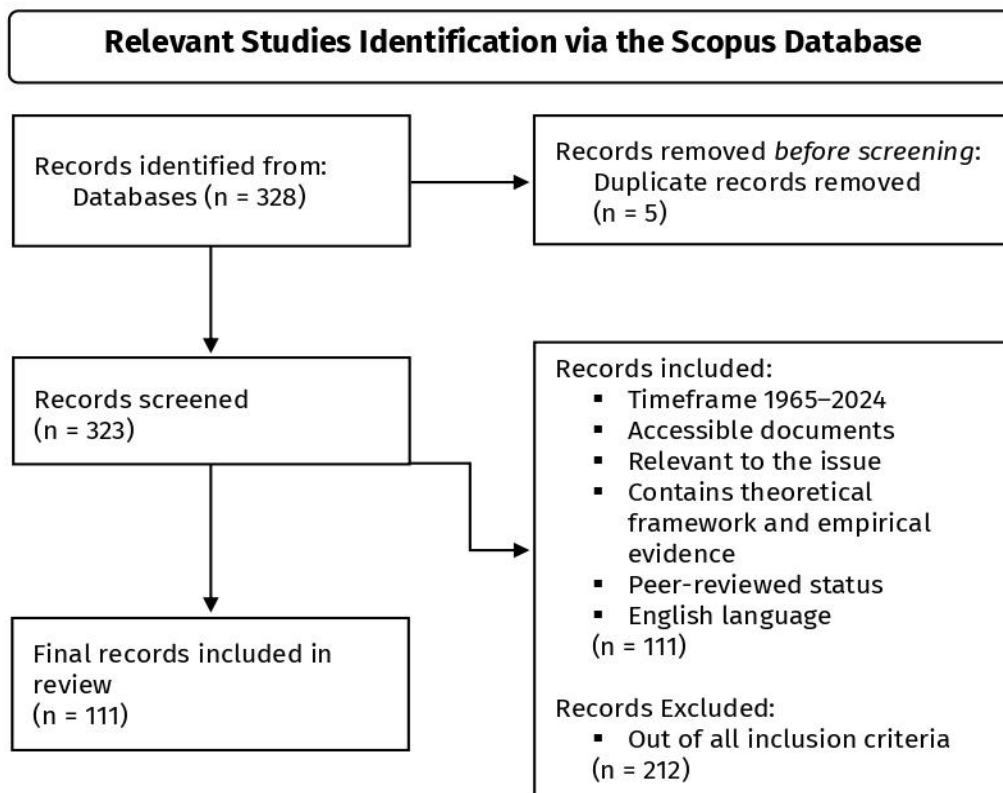 Relevant Studies Identification via the Scopus Database
Records identified from:
Databases (n = 328)
Records removed before screening:
Duplicate records removed
(n = 5)
Records screened
(n = 323)
Records included:
▪ Timeframe 1965–2024
▪ Accessible documents
▪ Relevant to the issue
▪ Contains theoretical
framework and empirical
evidence
▪ Peer-reviewed status
▪ English language
(n = 111)
Records Excluded:
▪ Out of all inclusion criteria
(n = 212)
Final records included in
review
(n = 111)